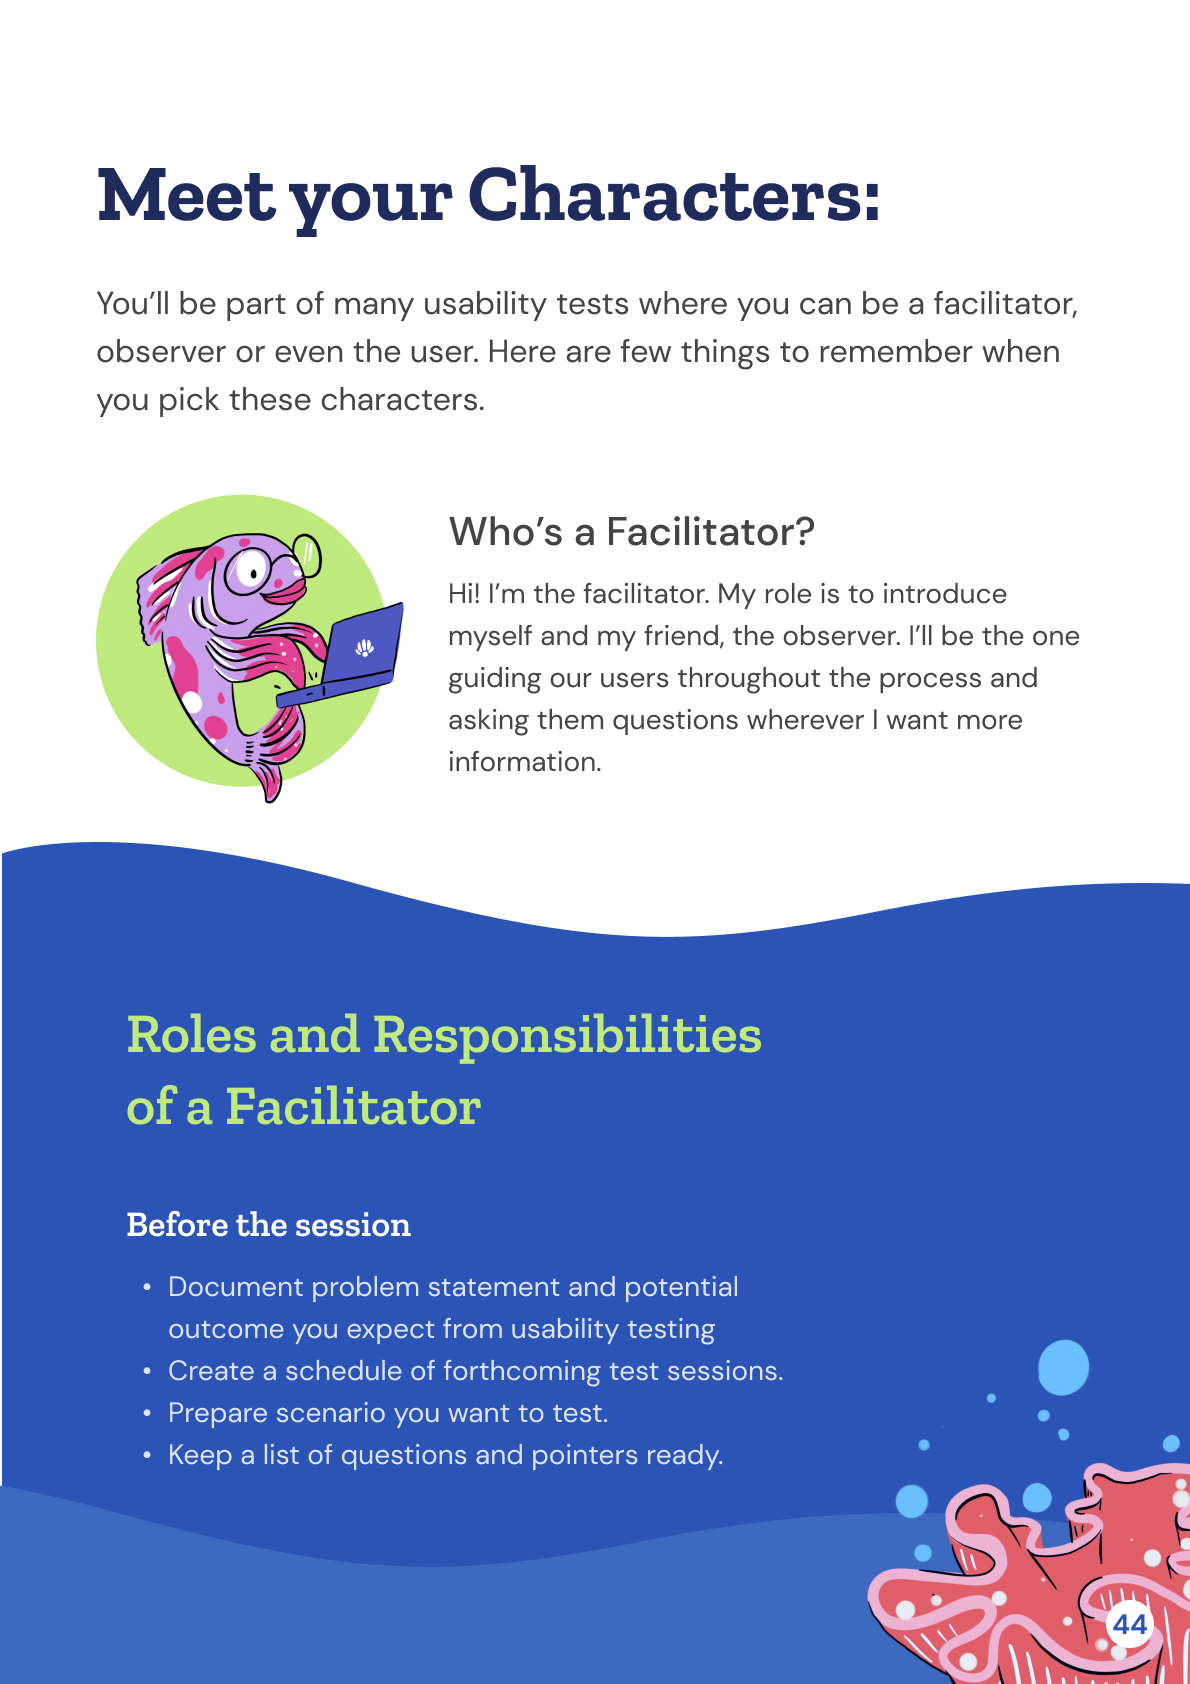 Meet your Characters:
You’ll be part of many usability tests where you can be a facilitator,
observer or even the user. Here are few things to remember when
you pick these characters.
Who’s a Facilitator?
Hi! I’m the facilitator. My role is to introduce
myself and my friend, the observer. I’ll be the one
guiding our users throughout the process and
asking them questions wherever I want more
information.
Roles and Responsibilities
of a Facilitator
Before the session
• Document problem statement and potential
outcome you expect from usability testing
• Create a schedule of forthcoming test sessions.
• Prepare scenario you want to test.
• Keep a list of questions and pointers ready.
44